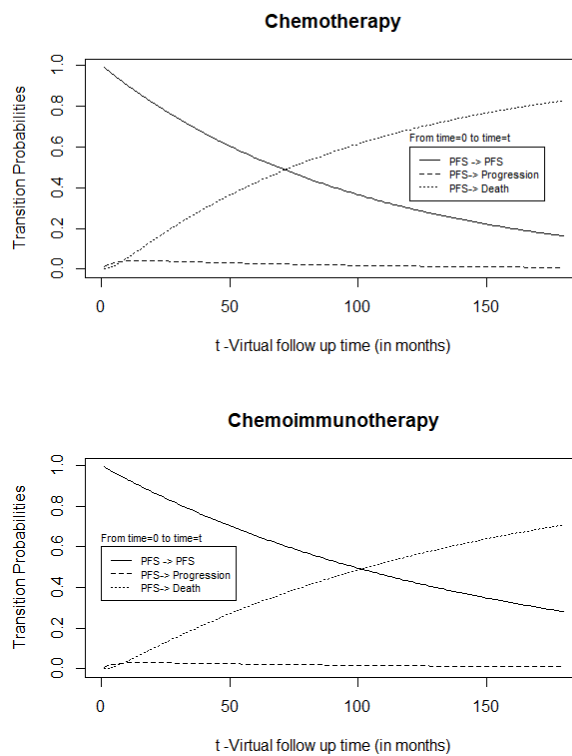 Chemotherapy
Transition Probabilities
1.0
0.8
0.6
0.4
0.2
0.0
From time=0 to time=t
PFS -> PFS
PFS-> Progression
PFS-> Death
0 50 100 150
t -Virtual follow up time (in months)
Chemoimmunotherapy
Transition Probabilities
1.0
0.8
0.6
0.4
0.2
0.0
From time=0 to time=t
PFS -> PFS
PFS-> Progression
PFS-> Death
0 50 100 150
t -Virtual follow up time (in months)